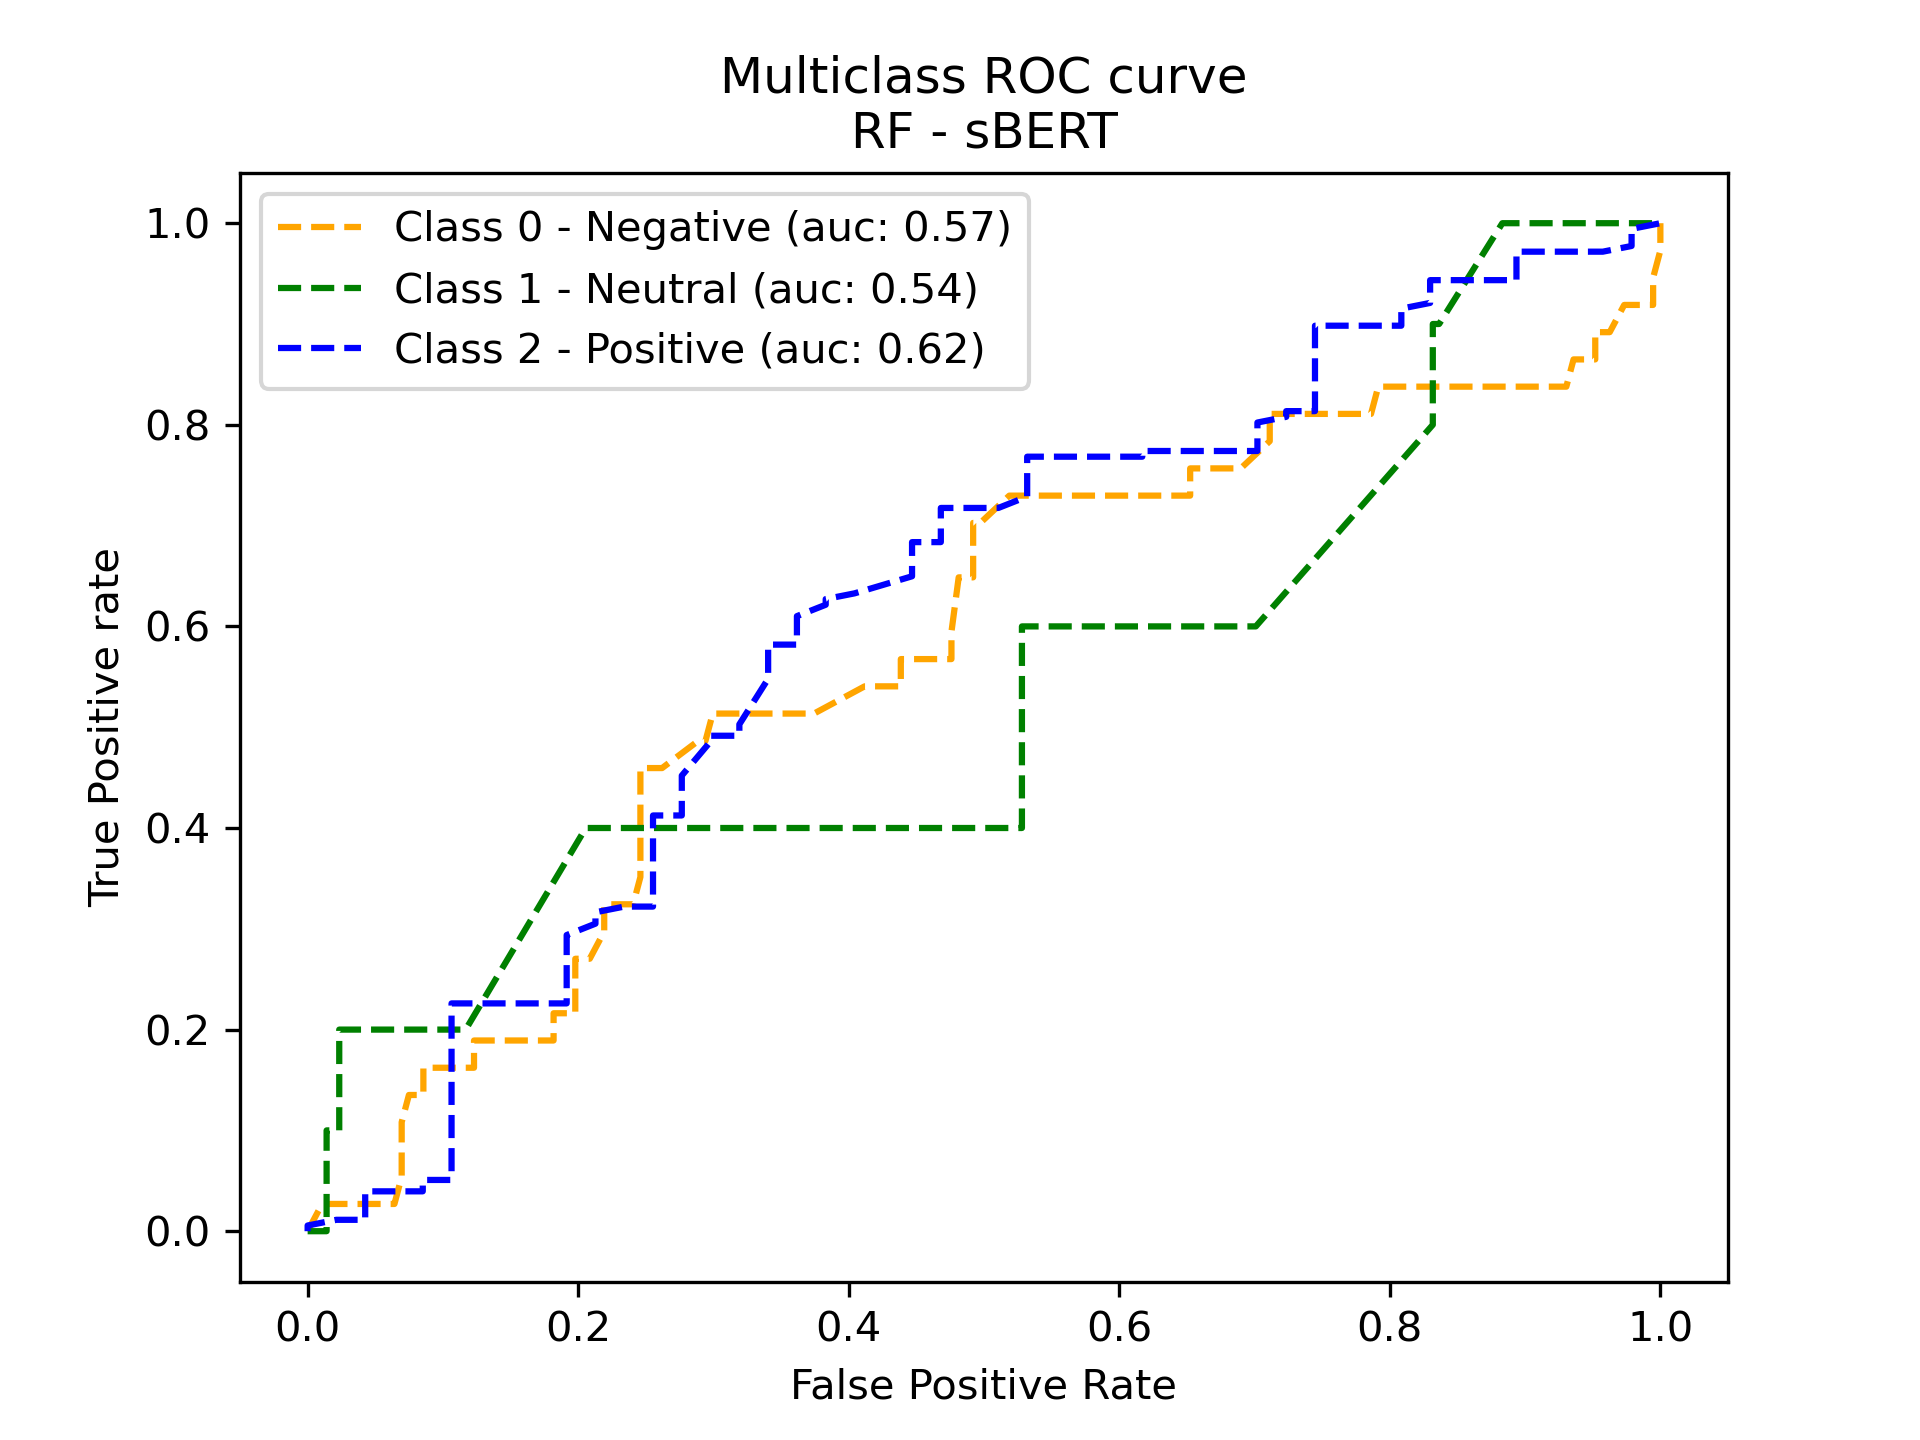 Multiclass ROC curve
RF - sBERT
Class 0 - Negative (auc: 0.57)
Class 1 - Neutral (auc: 0.54)
Class 2 - Positive (auc: 0.62)
True Positive rate
1.0
0.8
0.6
0.4
0.2
0.0
0.0 0.2 0.4 0.6 0.8 1.0
False Positive Rate